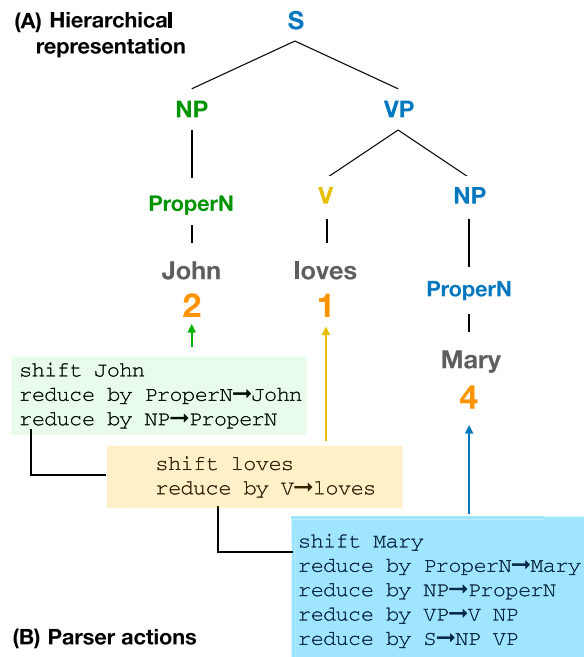 (A) Hierarchical
representation
S
NP
VP
ProperN
V
NP
John
loves
ProperN
2
1
Mary
4
shift John
reduce by ProperN→John
reduce by NP→ProperN
shift loves
reduce by V→loves
shift Mary
reduce by ProperN→Mary
reduce by NP→ProperN
reduce by VP→V NP
reduce by S→NP VP
(B) Parser actions